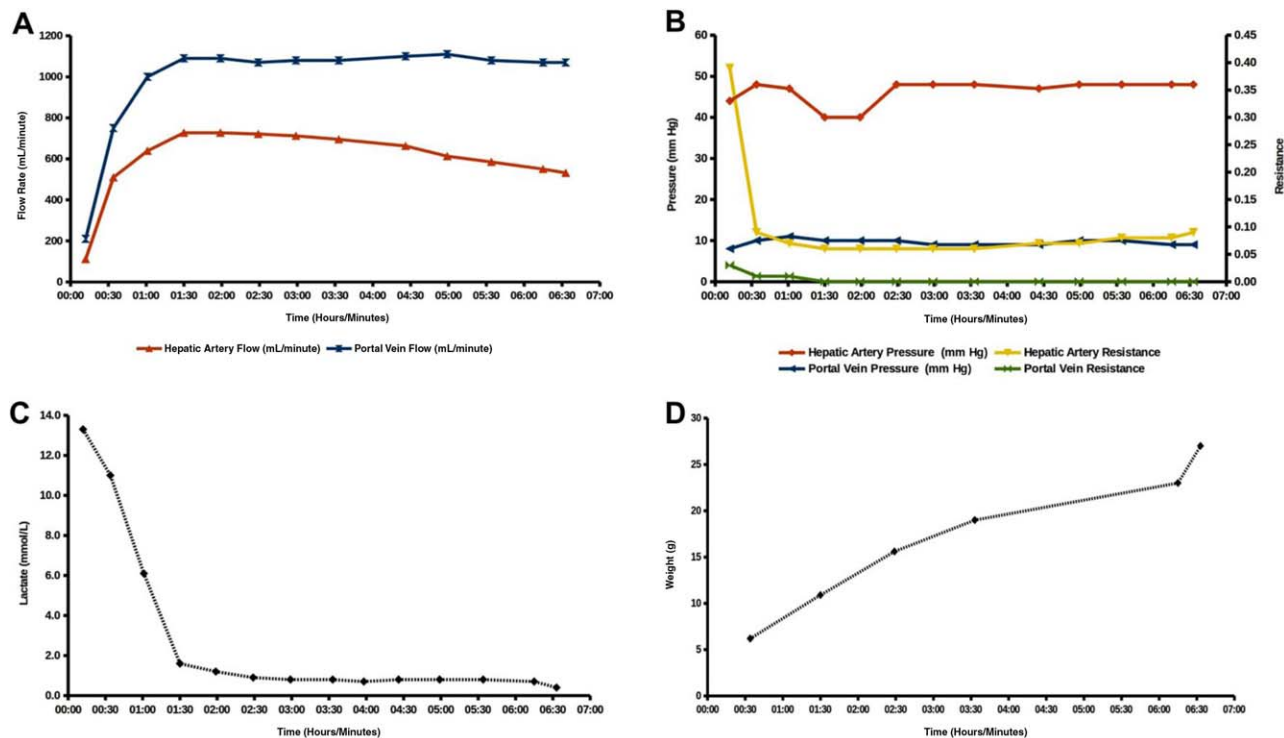 A
Flow Rate (mL/minute)
1200
1000
800
600
400
200
0
00:00 00:30 01:00 01:30 02:00 02:30 03:00 03:30 04:00 04:30 05:00 05:30 06:00 06:30 07:00
Time (Hours/Minutes)
Hepatic Artery Flow (mL/minute) Portal Vein Flow (mL/minute)
B
Pressure (mm Hg)
60
50
40
30
20
10
0
0.45
0.40
0.35
0.30
0.25
0.20
0.15
0.10
0.05
0.00
Resistance
00:00 00:30 01:00 01:30 02:00 02:30 03:00 03:30 04:00 04:30 05:00 05:30 06:00 06:30 07:00
Time (Hours/Minutes)
Hepatic Artery Pressure (mm Hg) Hepatic Artery Resistance
Portal Vein Pressure (mm Hg) Portal Vein Resistance
C
Lactate (mmol/L)
14.0
12.0
10.0
8.0
6.0
4.0
2.0
0.0
00:00 00:30 01:00 01:30 02:00 02:30 03:00 03:30 04:00 04:30 05:00 05:30 06:00 06:30 07:00
Time (Hours/Minutes)
D
Weight (g)
30
25
20
15
10
5
0
00:00 00:30 01:00 01:30 02:00 02:30 03:00 03:30 04:00 04:30 05:00 05:30 06:00 06:30 07:00
Time (Hours/Minutes)